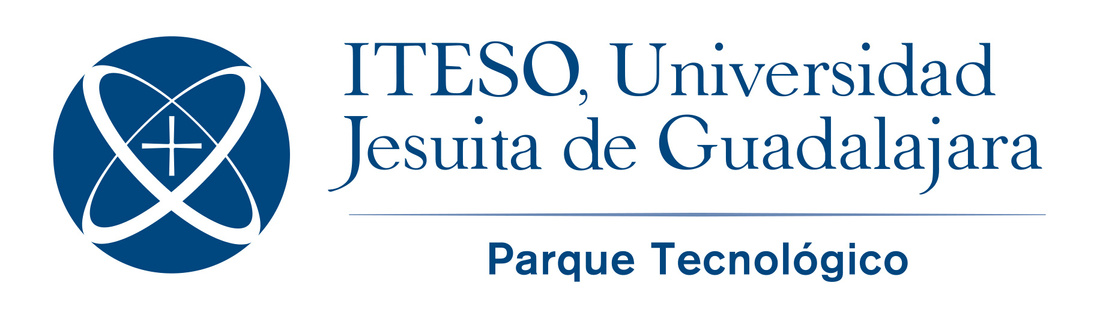 ITESO, Universidad
Jesuita de Guadalajara
Parque Tecnológico